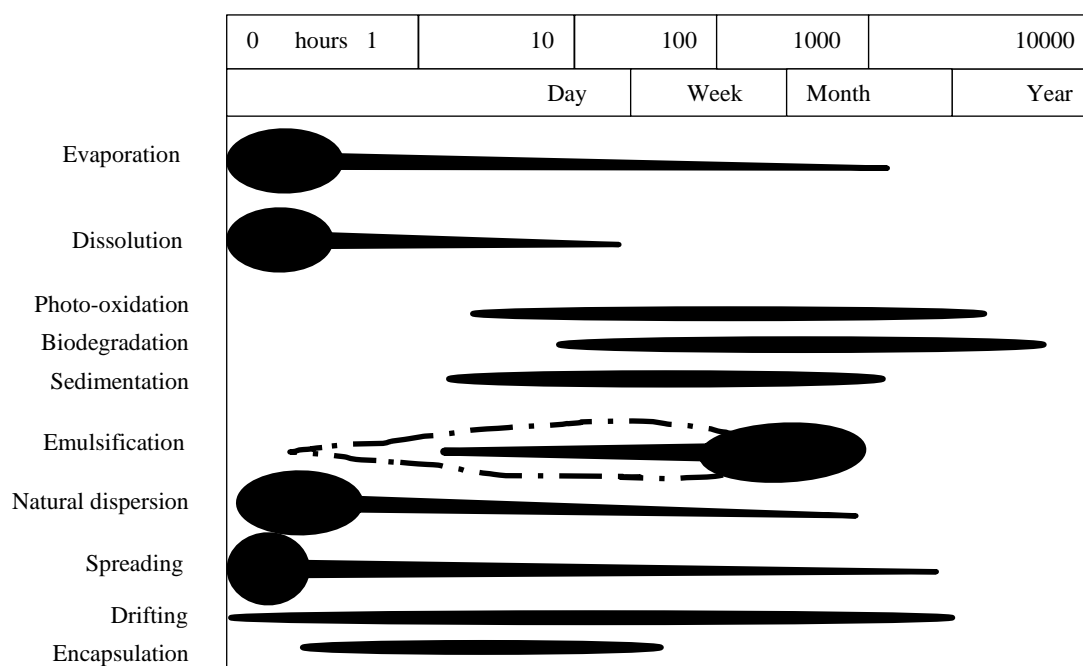 0 hours 1 10 100 1000 10000
Day Week Month Year
Evaporation
Dissolution
Photo-oxidation
Biodegradation
Sedimentation
Emulsification
Natural dispersion
Spreading
Drifting
Encapsulation